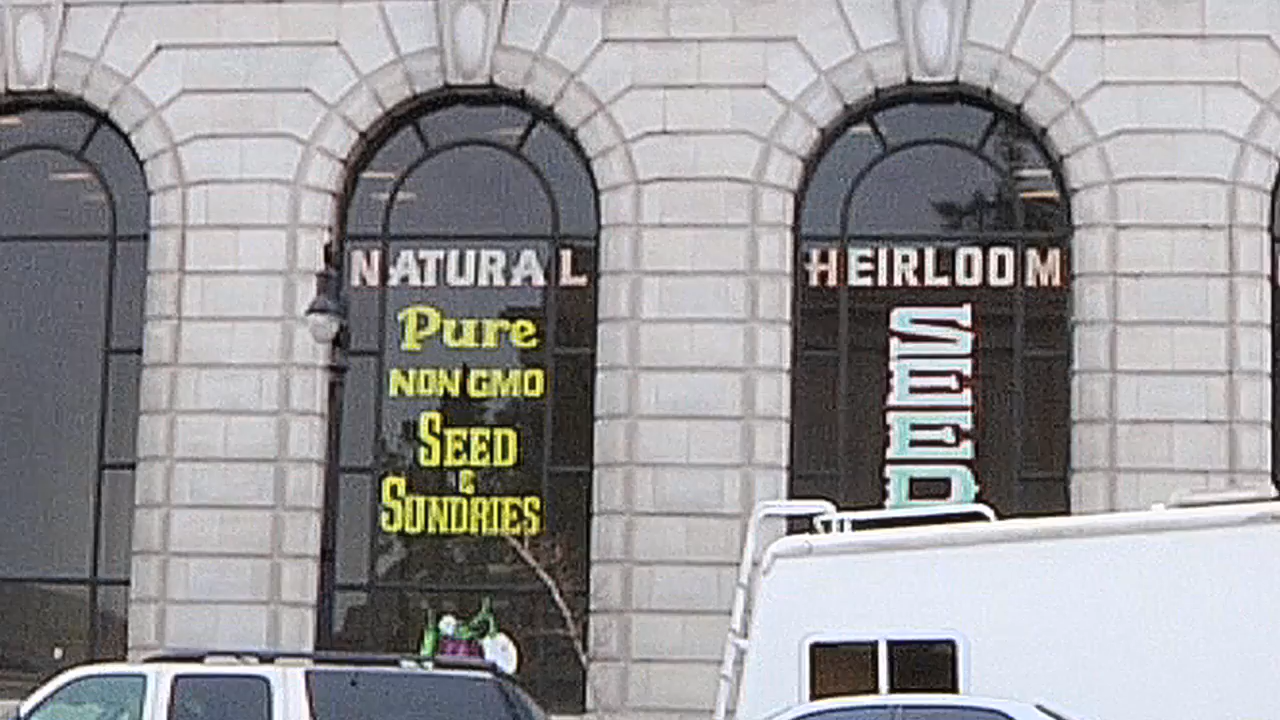 NATURAL
Pure
NON GMO
SEED
&
SUNDRIES
HEIRLOOM
SEED